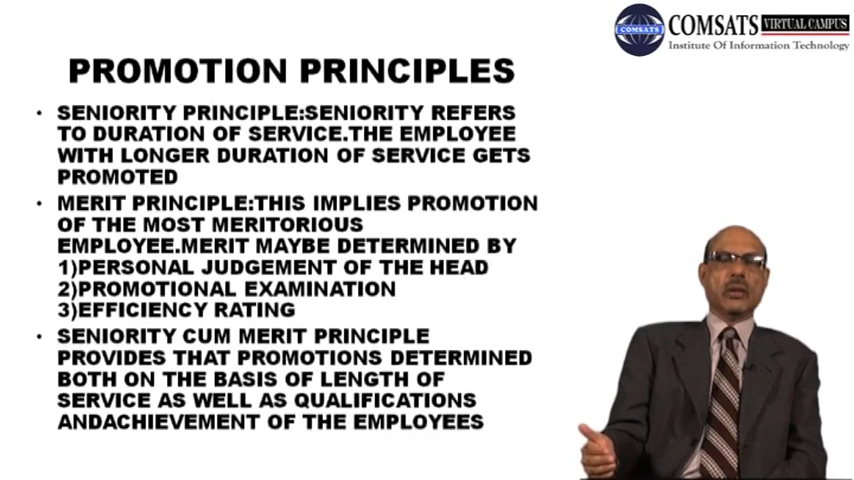 COMSATS VIRTUAL CAMPUS
Institute Of Information Technology
COMSATS
PROMOTION PRINCIPLES
• SENIORITY PRINCIPLE:SENIORITY REFERS
TO DURATION OF SERVICE.THE EMPLOYEE
WITH LONGER DURATION OF SERVICE GETS
PROMOTED
• MERIT PRINCIPLE:THIS IMPLIES PROMOTION
OF THE MOST MERITORIOUS
EMPLOYEE.MERIT MAYBE DETERMINED BY
1)PERSONAL JUDGEMENT OF THE HEAD
2)PROMOTIONAL EXAMINATION
3)EFFICIENCY RATING
• SENIORITY CUM MERIT PRINCIPLE
PROVIDES THAT PROMOTIONS DETERMINED
BOTH ON THE BASIS OF LENGTH OF
SERVICE AS WELL AS QUALIFICATIONS
ANDACHIEVEMENT OF THE EMPLOYEES